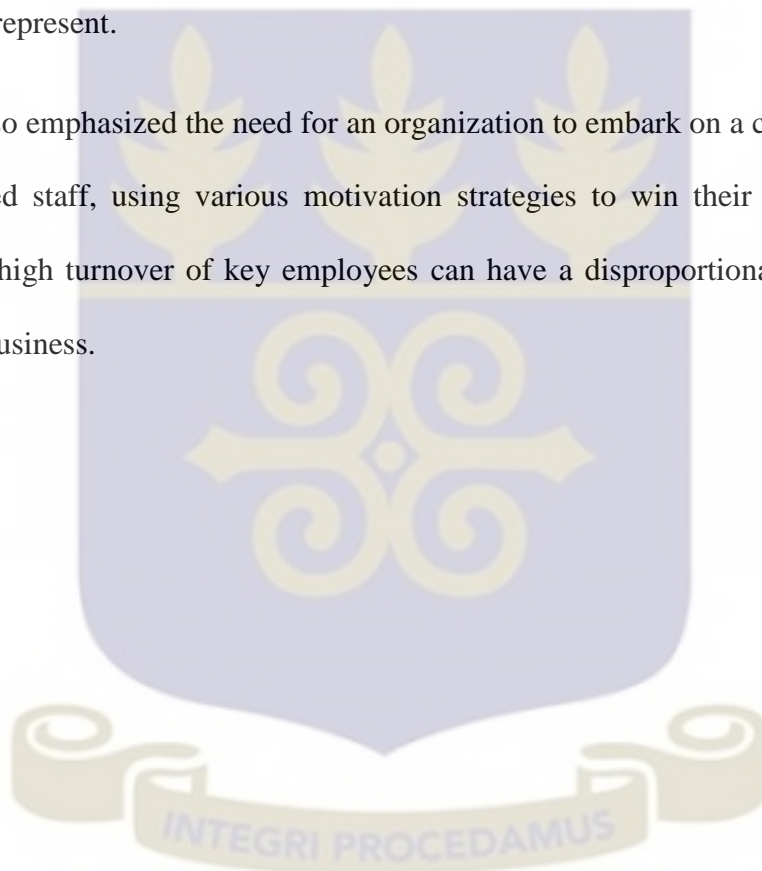 represent.
o emphasized the need for an organization to embark on a c
ed staff, using various motivation strategies to win their
high turnover of key employees can have a disproportiona
usiness.
INTEGRI PROCEDAMUS